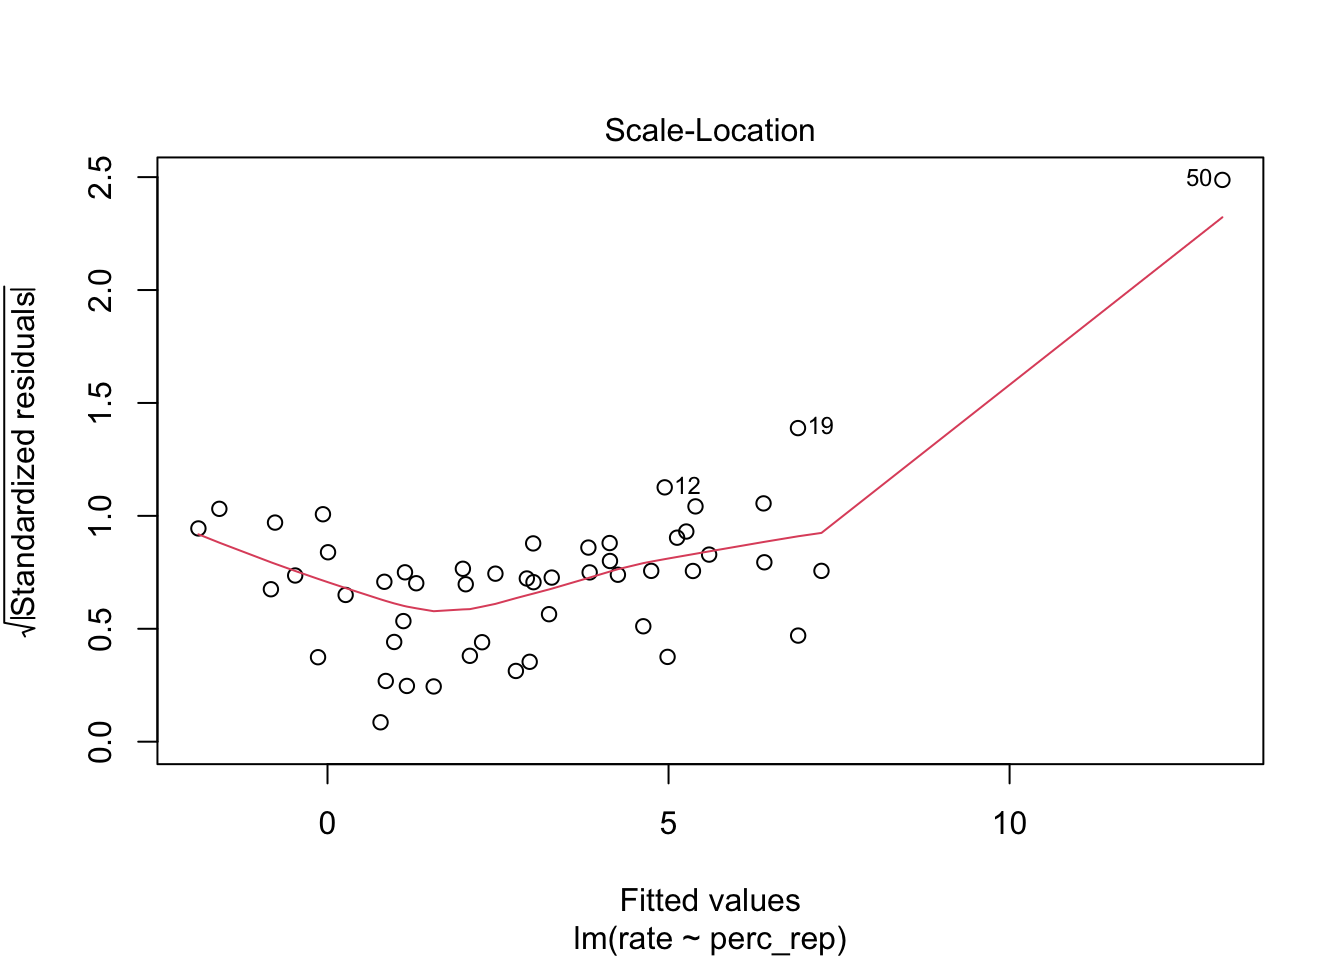 Scale-Location
√|Standardized residuals|
2.5
2.0
1.5
1.0
0.5
0.0
50
19
12
0 5 10
Fitted values
lm(rate ~ perc_rep)